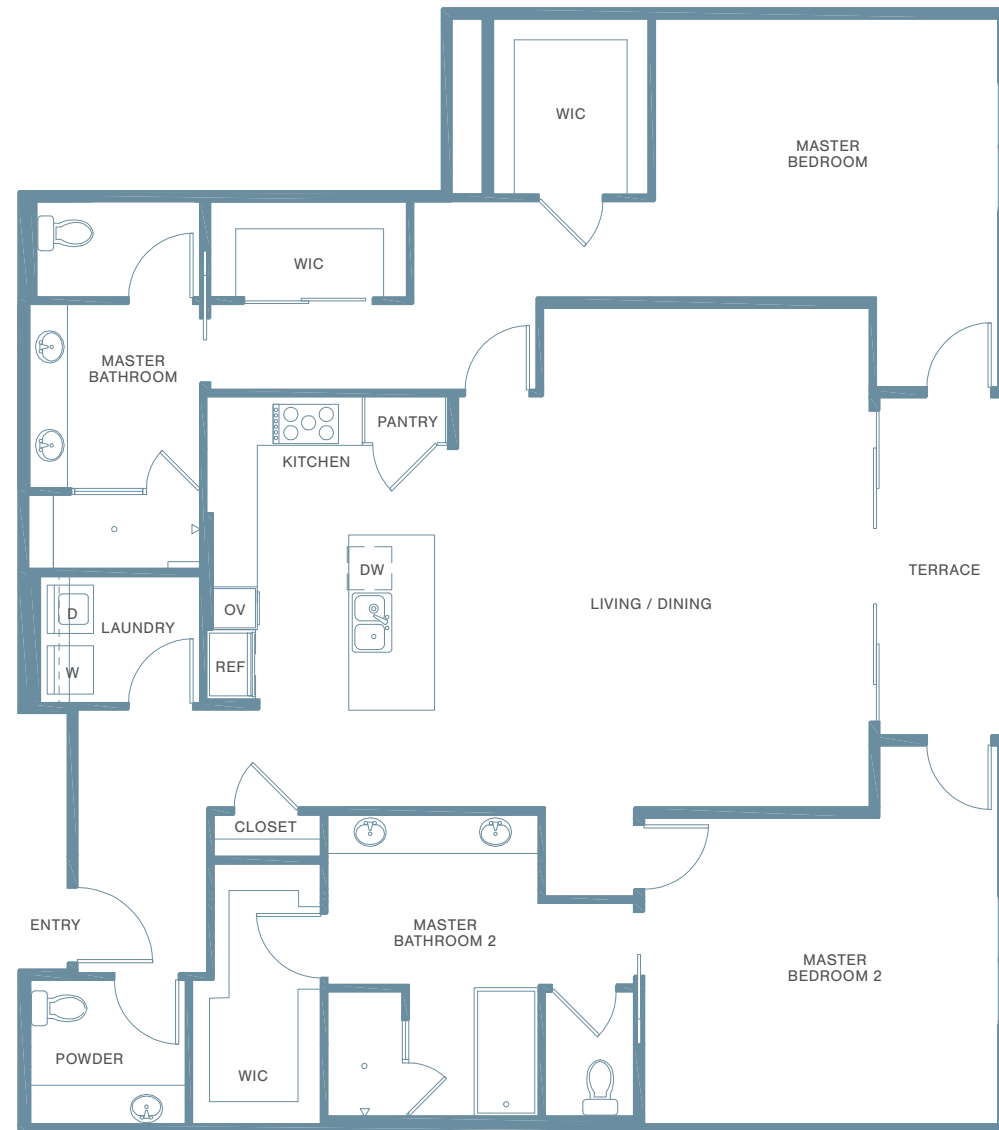 WIC
MASTER
BEDROOM
WIC
MASTER
BATHROOM
PANTRY
KITCHEN
DW
TERRACE
LIVING / DINING
OV
D
LAUNDRY
REF
W
CLOSET
ENTRY
MASTER
BATHROOM 2
MASTER
BEDROOM 2
POWDER
WIC